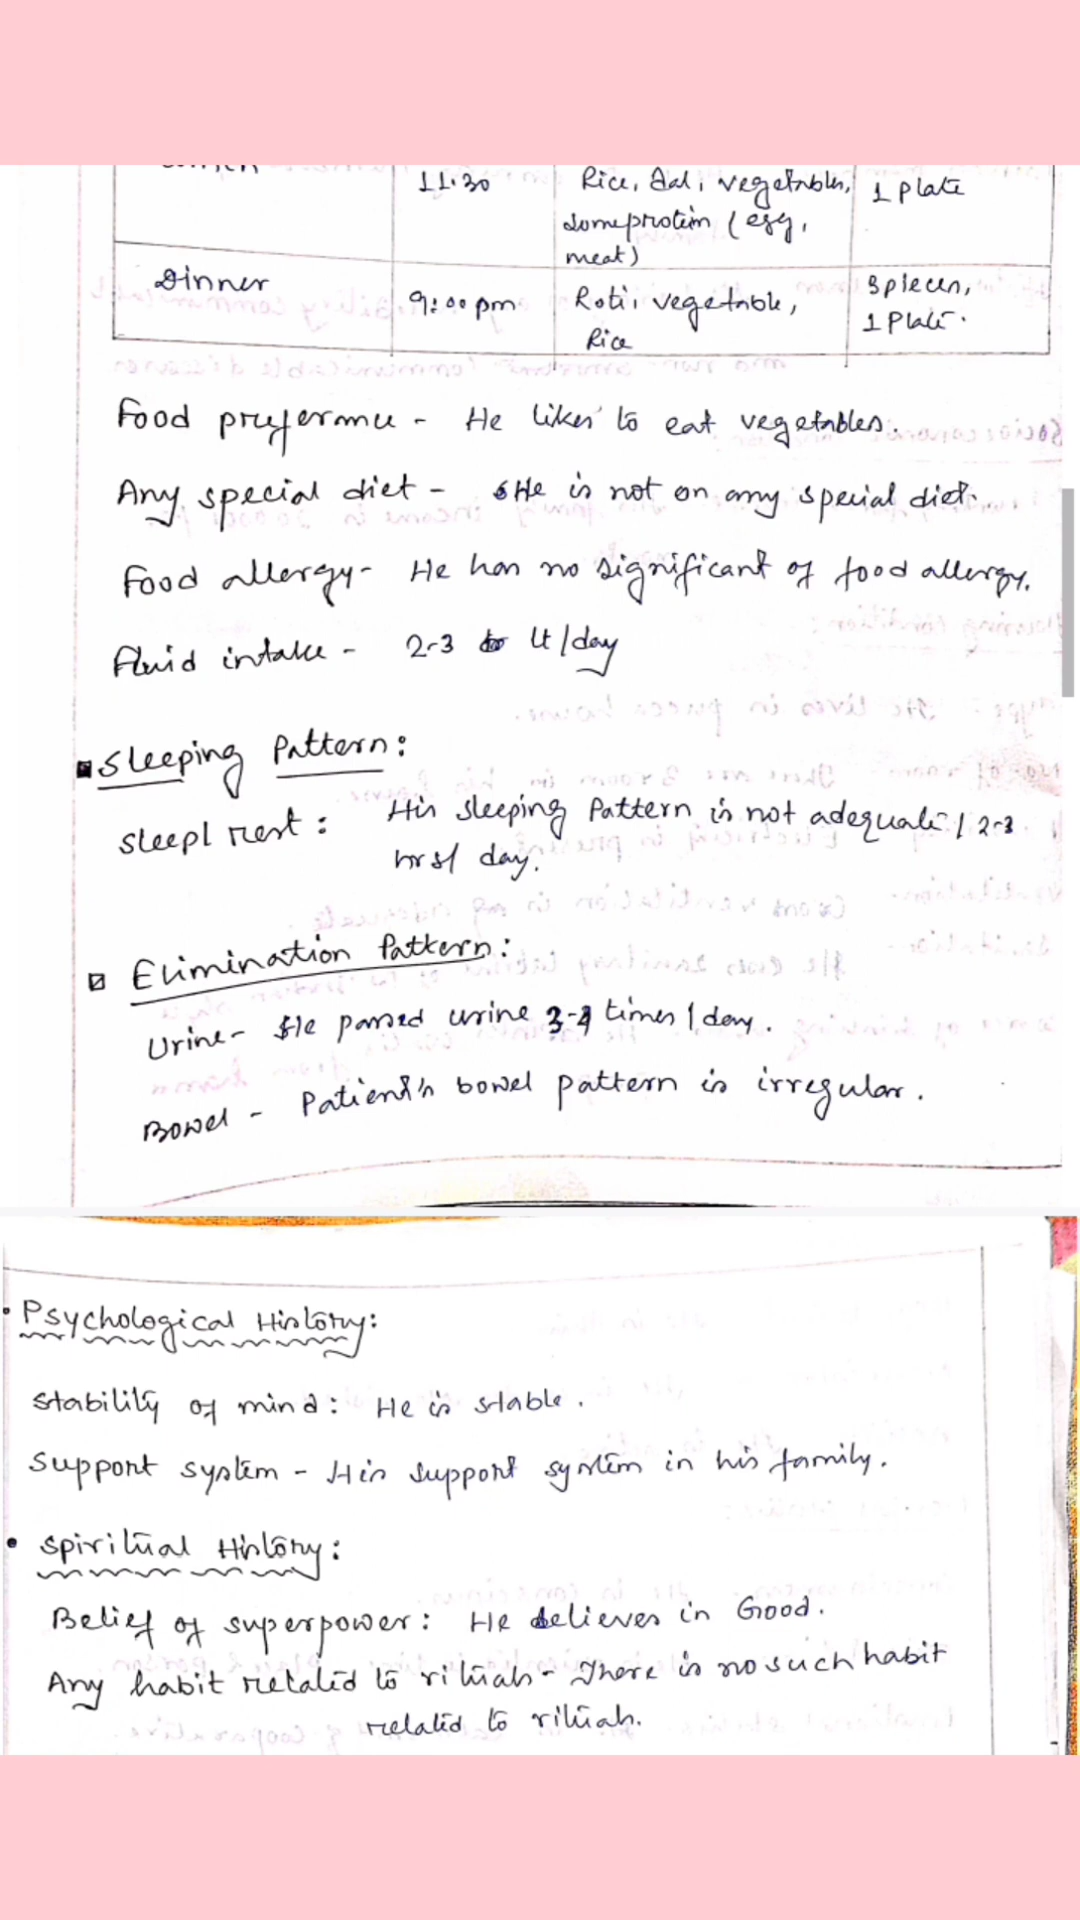 11.30 Rice, dal, vegetables, 1 Plate
some protein (egg,
meat)
Dinner 9:00 pm Roti, vegetable, 3 pieces,
Rice 1 Plate.
Food preference - He likes to eat vegetables.
Any special diet - He is not on any special diet.
Food allergy - He has no significant of food allergy.
Fluid intake - 2-3 lt/day
Sleeping Pattern:
Sleep/rest: His sleeping Pattern is not adequate / 2-3
hrs/ day.
Elimination Pattern:
Urine - He passed urine 3-4 times/day.
Bowel - Patient's bowel pattern is irregular.
Psychological History:
Stability of mind: He is stable.
Support system - His support system is his family.
Spiritual History:
Belief of superpower: He believes in Good.
Any habit related to rituals - There is no such habit
related to rituals.